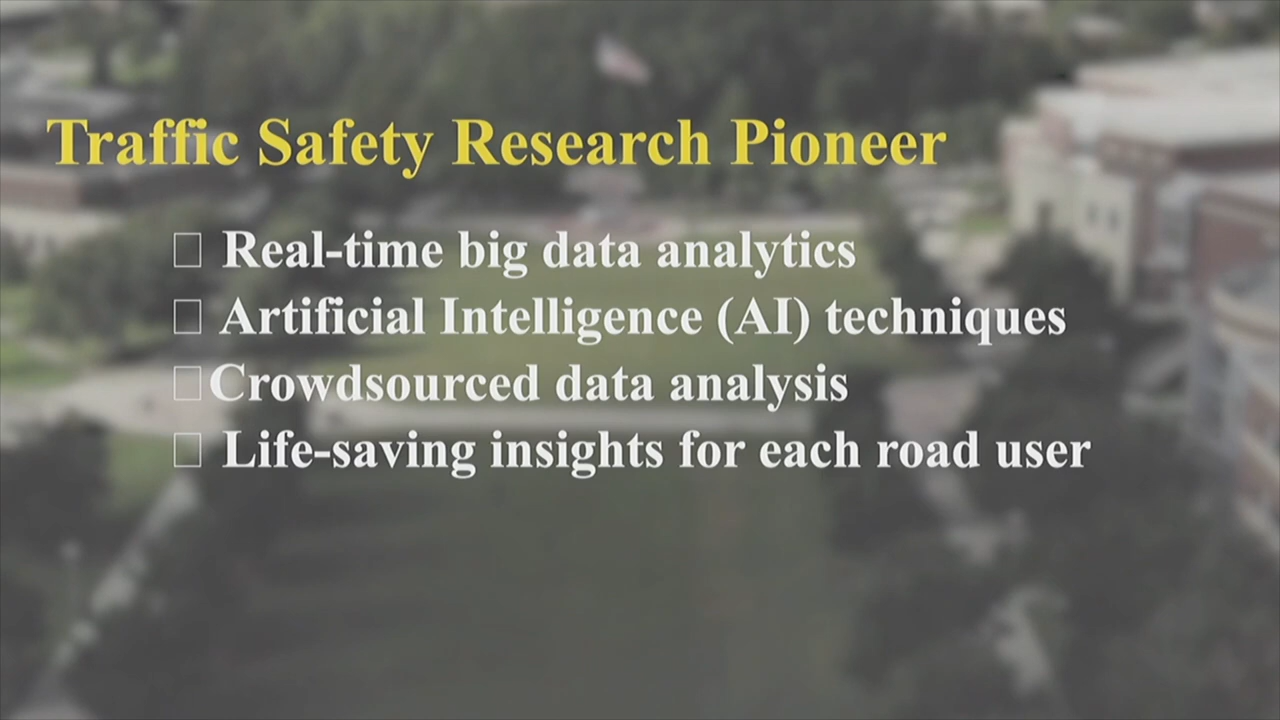 Traffic Safety Research Pioneer
□ Real-time big data analytics
□ Artificial Intelligence (AI) techniques
□Crowdsourced data analysis
□ Life-saving insights for each road user